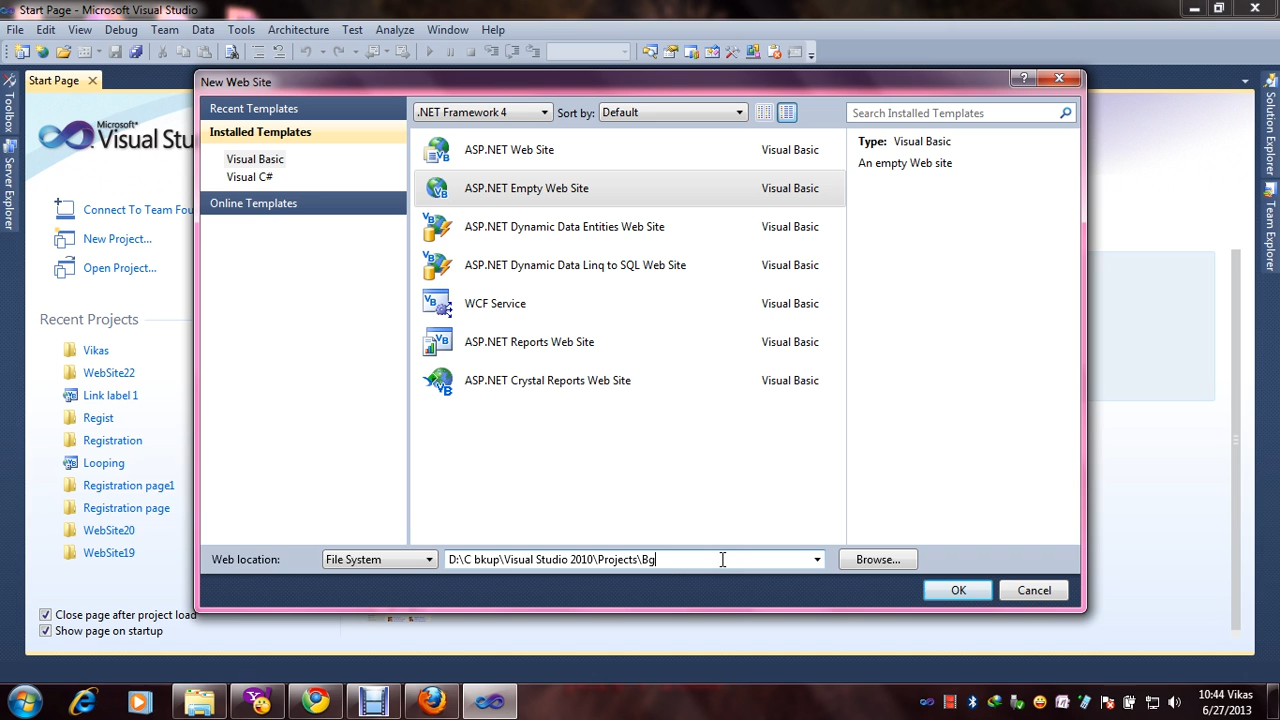 Start Page - Microsoft Visual Studio
File Edit View Debug Team Data Tools Architecture Test Analyze Window Help
Start Page
Toolbox
Server Explorer
Microsoft®
Visual Stu
Connect To Team Fou
New Project...
Open Project...
Recent Projects
Vikas
WebSite22
Link label 1
Regist
Registration
Looping
Registration page1
Registration page
WebSite20
WebSite19
Close page after project load
Show page on startup
New Web Site
Recent Templates
Installed Templates
Visual Basic
Visual C#
Online Templates
.NET Framework 4 Sort by: Default
ASP.NET Web Site Visual Basic
ASP.NET Empty Web Site Visual Basic
ASP.NET Dynamic Data Entities Web Site Visual Basic
ASP.NET Dynamic Data Linq to SQL Web Site Visual Basic
WCF Service Visual Basic
ASP.NET Reports Web Site Visual Basic
ASP.NET Crystal Reports Web Site Visual Basic
Search Installed Templates
Type: Visual Basic
An empty Web site
Web location: File System D:\C bkup\Visual Studio 2010\Projects\Bg Browse...
OK Cancel
Solution Explorer
Team Explorer
10:44 Vikas
6/27/2013